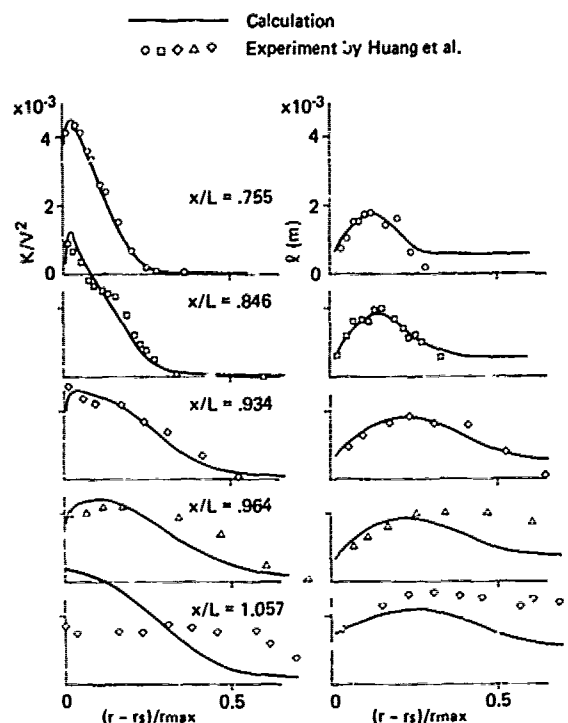 Calculation
Experiment by Huang et al.
x10-3
x10-3
4
4
2
2
0
0
K/V2
ℓ (m)
x/L = .755
x/L = .846
x/L = .934
x/L = .964
x/L = 1.057
0
0.5
0
0.5
(r − rs)/rmax
(r − rs)/rmax